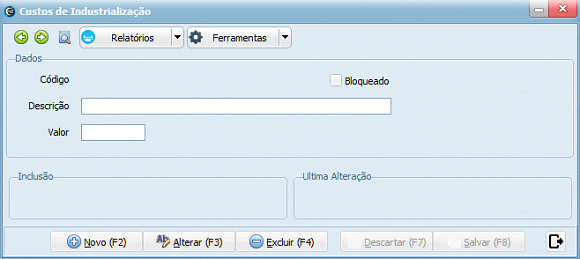 Custos de Industrialização
Relatórios Ferramentas
Dados
Código Bloqueado
Descrição
Valor
Inclusão Ultima Alteração
Novo (F2) Alterar (F3) Excluir (F4) Descartar (F7) Salvar (F8)